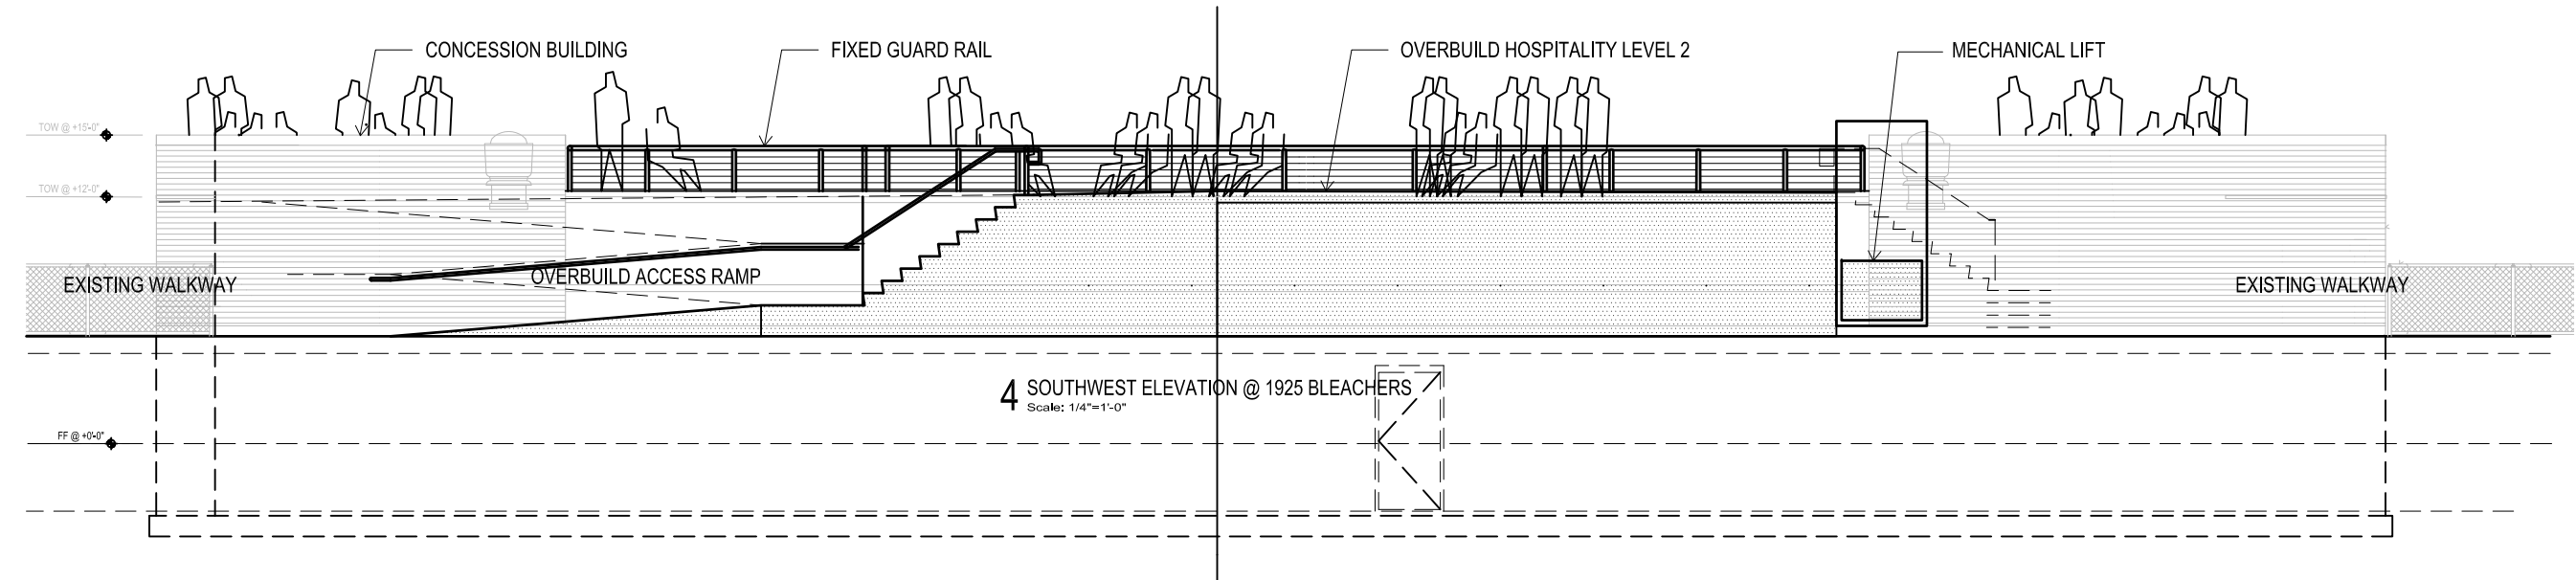 CONCESSION BUILDING
FIXED GUARD RAIL
OVERBUILD HOSPITALITY LEVEL 2
MECHANICAL LIFT
TOW @ +15'-0"
TOW @ +12'-0"
EXISTING WALKWAY
OVERBUILD ACCESS RAMP
EXISTING WALKWAY
4 SOUTHWEST ELEVATION @ 1925 BLEACHERS
Scale: 1/4"=1'-0"
FF @ +0'-0"